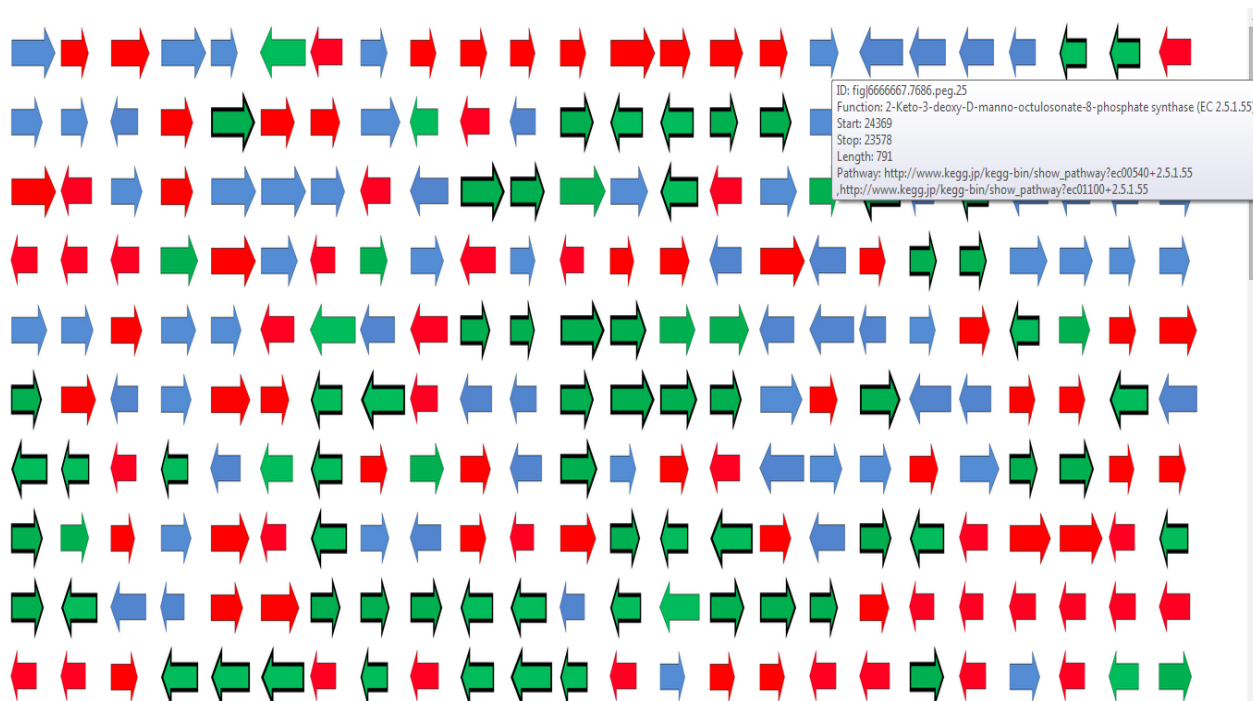 ID: fig|6666667.7686.peg.25
Function: 2-Keto-3-deoxy-D-manno-octulosonate-8-phosphate synthase (EC 2.5.1.55)
Start: 24369
Stop: 23578
Length: 791
Pathway: http://www.kegg.jp/kegg-bin/show_pathway?ec00540+2.5.1.55
,http://www.kegg.jp/kegg-bin/show_pathway?ec01100+2.5.1.55